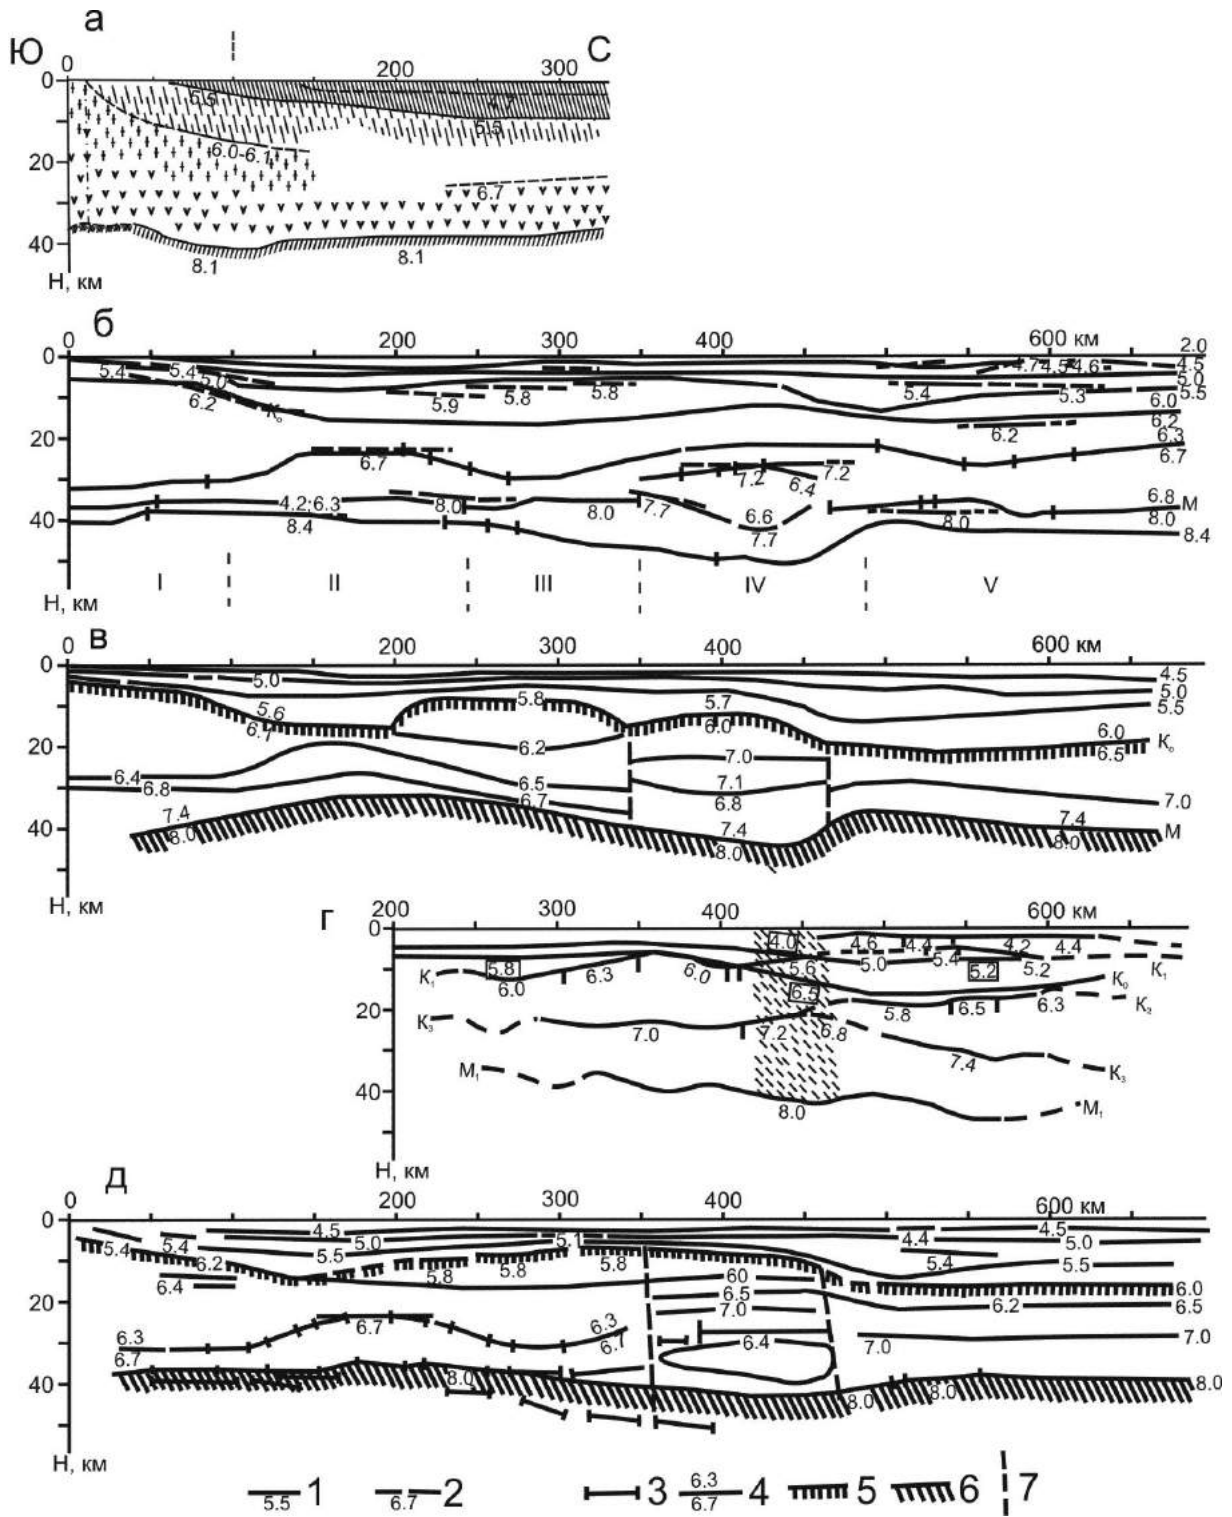 а
Ю 0 200 300 С
0
5.5 4.7
5.5
6.0-6.1
20
6.7
40
8.1 8.1
Н, км
б
0 200 300 400 600 км
0 2.0
5.4 5.4 5.0 4.7 4.5 4.6 4.5
5.0
6.2 К₀ 5.9 5.8 5.8 5.4 5.3 5.5
6.0
6.2 6.2
20 6.3
6.7 6.7
7.2 6.4 7.2
4.2;6.3 8.0 8.0 7.7 6.8 М
40 8.4 6.6 8.0 8.0
7.7 8.4
I II III IV V
Н, км
в
0 200 400 600 км
0 4.5
5.0 5.0
5.8 5.7 5.5
5.6 6.0 6.0
6.7 6.5 К₀
20 6.2 7.0
6.4 6.5 7.1
6.8 6.7 6.8 7.0
7.4 7.4 7.4
40 8.0 8.0 8.0 М
Н, км
г
200 300 400 600 км
0
4.0 4.6 4.4 4.2 4.4
5.8 6.3 6.0 5.6 5.0 5.4 5.2 5.2 К₁
К₁ 6.0 6.5 К₀
20 5.8 6.5 6.3 К₂
К₃ 7.0 7.2 6.8
7.4 К₃
М₁
40 8.0 М₁
Н, км
Д
0 200 300 400 600 км
0 4.5 4.5
5.4 5.4 5.0 5.1 4.4 5.0
6.2 5.5 5.8 5.8 5.8 5.4 5.5
6.4 60 6.0
20 6.5 6.2 6.5
7.0
6.3 6.7 6.3 6.4 7.0 7.0
6.7 6.7
40 8.0 8.0 8.0 8.0
Н, км
5.5 1 6.7 2 3 6.3 6.7 4 5 6 7